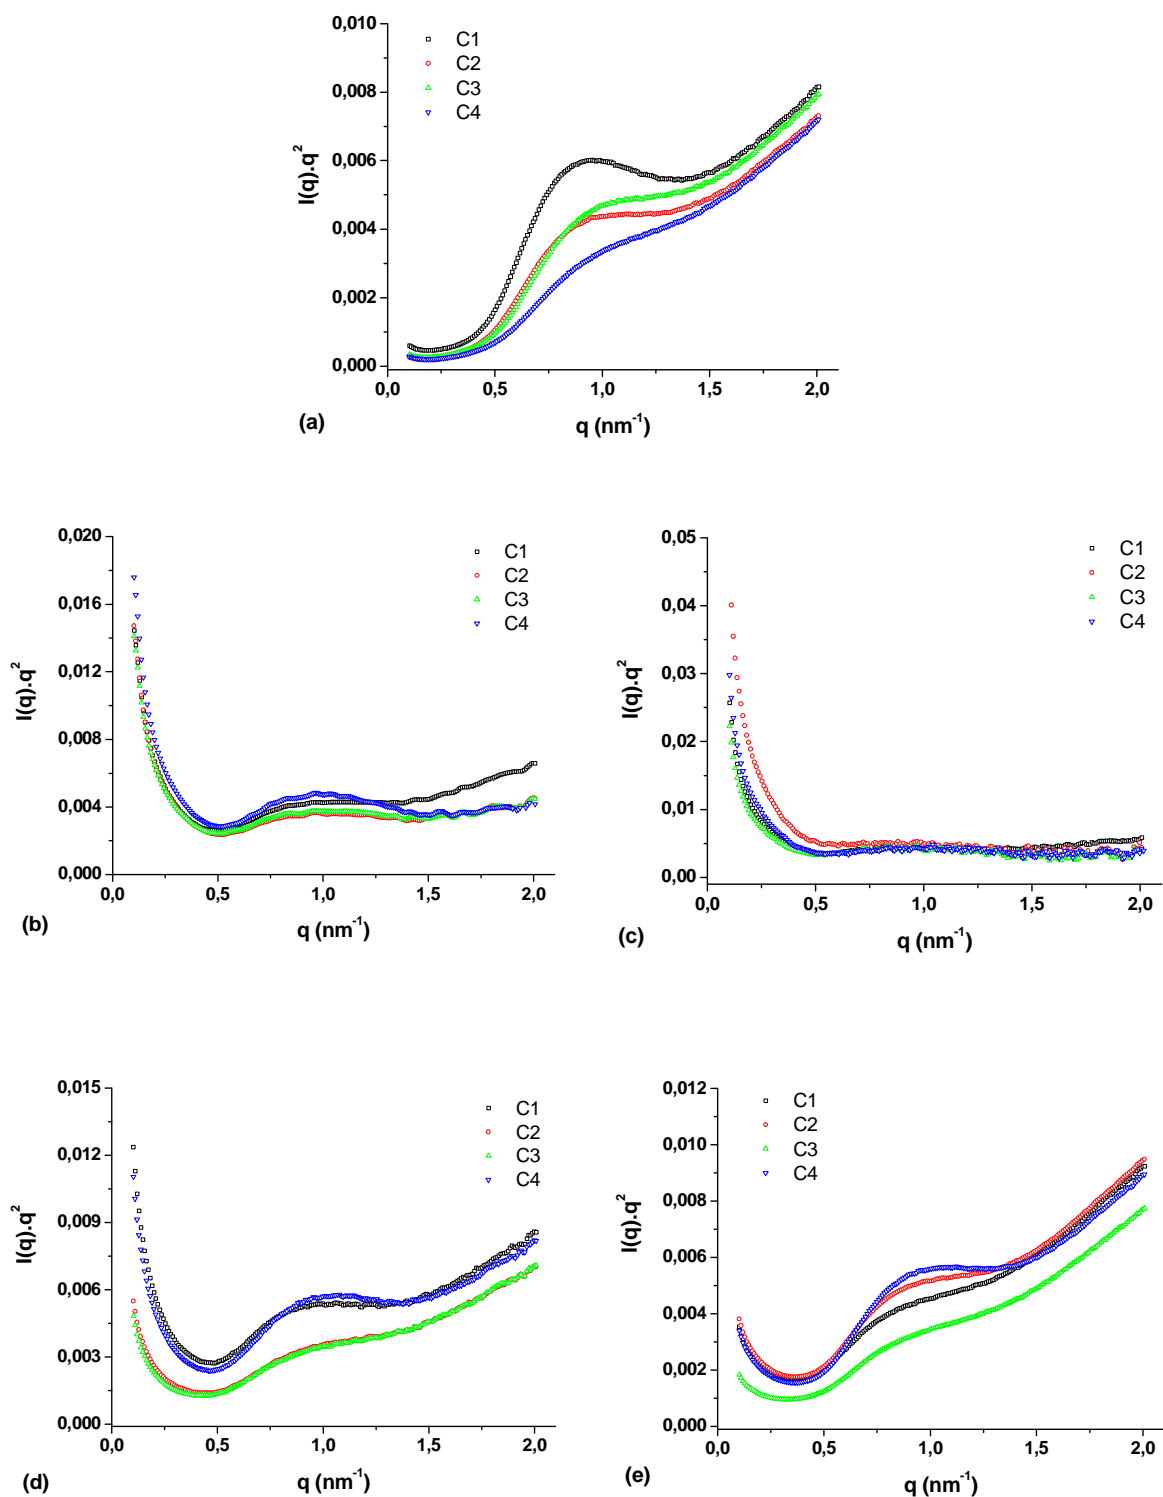 0,010
0,008
0,006
0,004
0,002
0,000
I(q).q²
C1
C2
C3
C4
0,0 0,5 1,0 1,5 2,0
q (nm⁻¹)
(a)
0,020
0,016
0,012
0,008
0,004
0,000
I(q).q²
C1
C2
C3
C4
0,0 0,5 1,0 1,5 2,0
q (nm⁻¹)
(b)
0,05
0,04
0,03
0,02
0,01
0,00
I(q).q²
C1
C2
C3
C4
0,0 0,5 1,0 1,5 2,0
q (nm⁻¹)
(c)
0,015
0,012
0,009
0,006
0,003
0,000
I(q).q²
C1
C2
C3
C4
0,0 0,5 1,0 1,5 2,0
q (nm⁻¹)
(d)
0,012
0,010
0,008
0,006
0,004
0,002
0,000
I(q).q²
C1
C2
C3
C4
0,0 0,5 1,0 1,5 2,0
q (nm⁻¹)
(e)